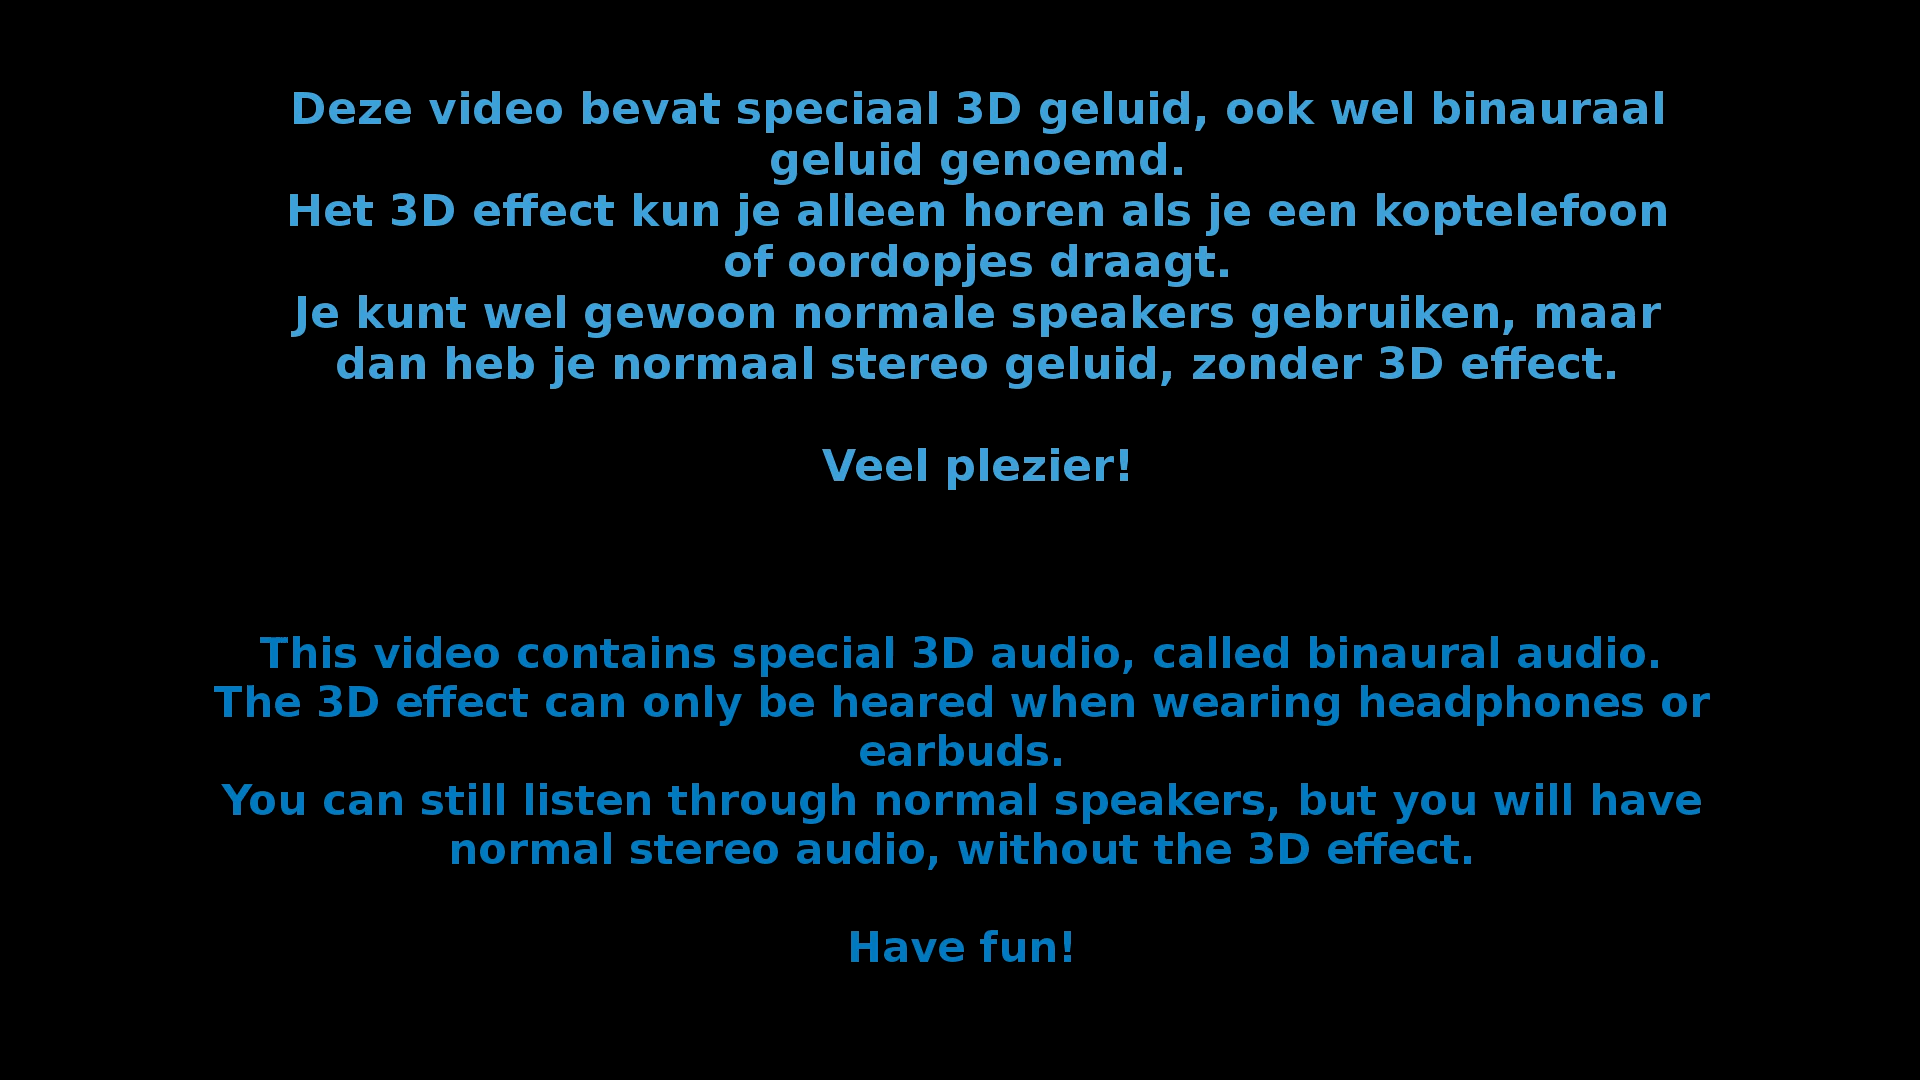 Deze video bevat speciaal 3D geluid, ook wel binauraal
geluid genoemd.
Het 3D effect kun je alleen horen als je een koptelefoon
of oordopjes draagt.
Je kunt wel gewoon normale speakers gebruiken, maar
dan heb je normaal stereo geluid, zonder 3D effect.
Veel plezier!
This video contains special 3D audio, called binaural audio.
The 3D effect can only be heared when wearing headphones or
earbuds.
You can still listen through normal speakers, but you will have
normal stereo audio, without the 3D effect.
Have fun!